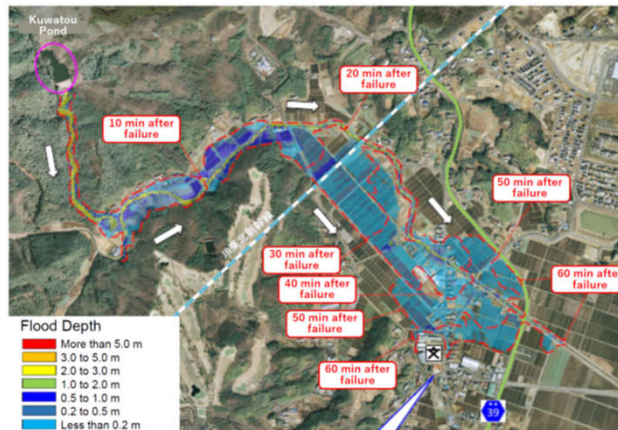 Kuwatou
Pond
20 min after
failure
10 min after
failure
50 min after
failure
30 min after
failure
40 min after
failure
60 min after
failure
50 min after
failure
60 min after
failure
Flood Depth
More than 5.0 m
3.0 to 5.0 m
2.0 to 3.0 m
1.0 to 2.0 m
0.5 to 1.0 m
0.2 to 0.5 m
Less than 0.2 m
39